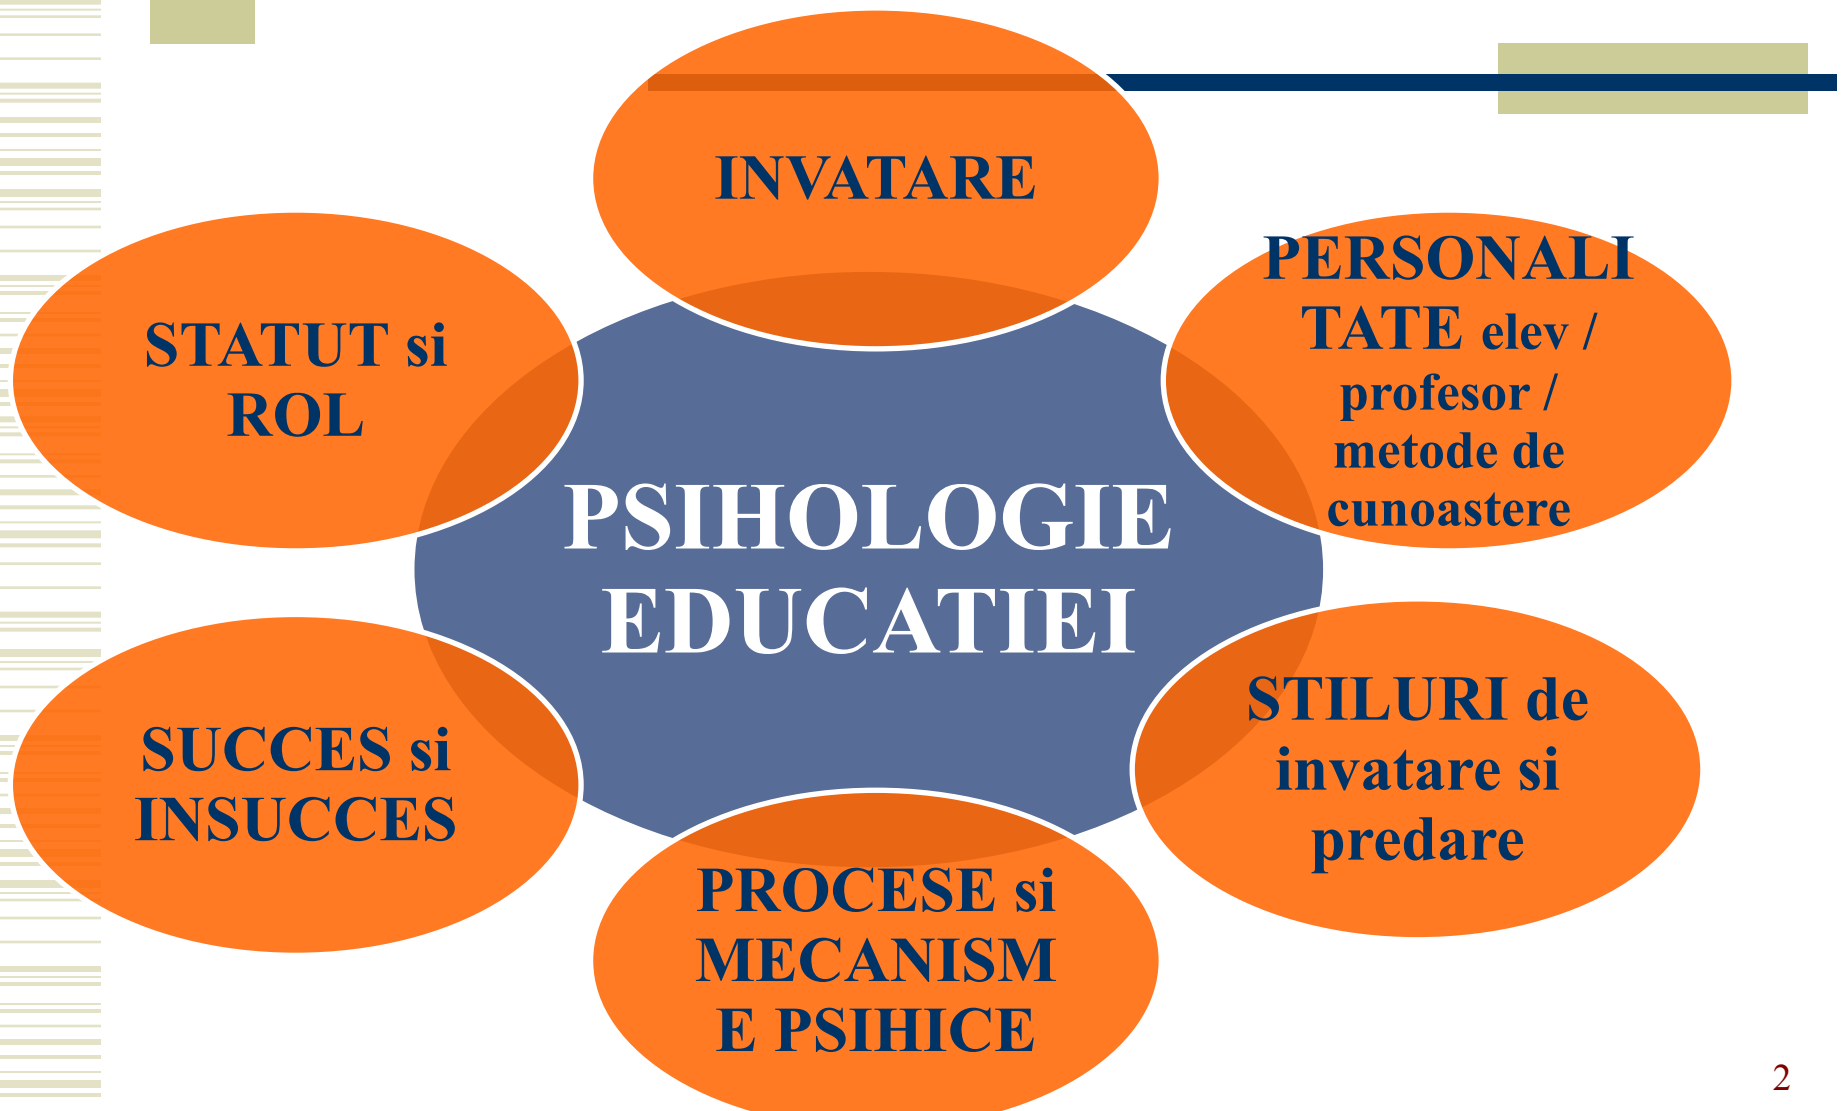 INVATARE
PERSONALI
TATE elev /
profesor /
metode de
cunoastere
STILURI de
invatare si
predare
PROCESE si
MECANISM
E PSIHICE
SUCCES si
INSUCCES
STATUT si
ROL
PSIHOLOGIE
EDUCATIEI
2